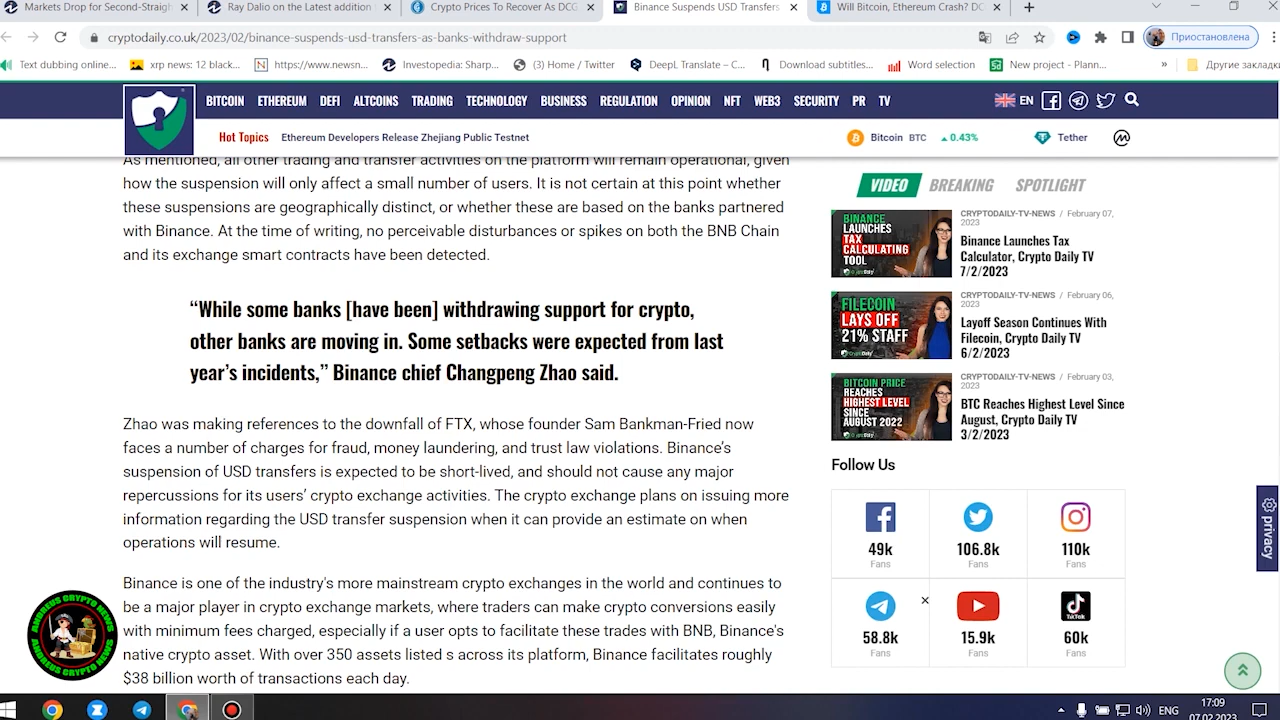 Markets Drop for Second-Straigh
Ray Dalio on the Latest addition
Crypto Prices To Recover As DCG
Binance Suspends USD Transfers
Will Bitcoin, Ethereum Crash? DC
cryptodaily.co.uk/2023/02/binance-suspends-usd-transfers-as-banks-withdraw-support
Приостановлена
Text dubbing online...
xrp news: 12 black...
https://www.newsn...
Investopedia: Sharp...
(3) Home / Twitter
DeepL Translate – C...
Download subtitles...
Word selection
New project - Plann...
»
Другие закладки
BITCOIN ETHEREUM DEFI ALTCOINS TRADING TECHNOLOGY BUSINESS REGULATION OPINION NFT WEB3 SECURITY PR TV
EN
Hot Topics Ethereum Developers Release Zhejiang Public Testnet
Bitcoin BTC ▲0.43% Tether
As mentioned, all other trading and transfer activities on the platform will remain operational, given
how the suspension will only affect a small number of users. It is not certain at this point whether
these suspensions are geographically distinct, or whether these are based on the banks partnered
with Binance. At the time of writing, no perceivable disturbances or spikes on both the BNB Chain
and its exchange smart contracts have been detected.
“While some banks [have been] withdrawing support for crypto,
other banks are moving in. Some setbacks were expected from last
year’s incidents,” Binance chief Changpeng Zhao said.
Zhao was making references to the downfall of FTX, whose founder Sam Bankman-Fried now
faces a number of charges for fraud, money laundering, and trust law violations. Binance’s
suspension of USD transfers is expected to be short-lived, and should not cause any major
repercussions for its users’ crypto exchange activities. The crypto exchange plans on issuing more
information regarding the USD transfer suspension when it can provide an estimate on when
operations will resume.
Binance is one of the industry's more mainstream crypto exchanges in the world and continues to
be a major player in crypto exchange markets, where traders can make crypto conversions easily
with minimum fees charged, especially if a user opts to facilitate these trades with BNB, Binance's
native crypto asset. With over 350 assets listed s across its platform, Binance facilitates roughly
$38 billion worth of transactions each day.
VIDEO BREAKING SPOTLIGHT
BINANCE
LAUNCHES
TAX
CALCULATING
TOOL
CRYPTODAILY-TV-NEWS / February 07,
2023
Binance Launches Tax
Calculator, Crypto Daily TV
7/2/2023
FILECOIN
LAYS OFF
21% STAFF
CRYPTODAILY-TV-NEWS / February 06,
2023
Layoff Season Continues With
Filecoin, Crypto Daily TV
6/2/2023
BITCOIN PRICE
REACHES
HIGHEST LEVEL
SINCE
AUGUST 2022
CRYPTODAILY-TV-NEWS / February 03,
2023
BTC Reaches Highest Level Since
August, Crypto Daily TV
3/2/2023
Follow Us
49k
Fans
106.8k
Fans
110k
Fans
58.8k
Fans
15.9k
Fans
TikTok
60k
Fans
privacy
ANDREUS CRYPTO NEWS
ANDREUS CRYPTO NEWS
ENG
17:09
07.02.2023